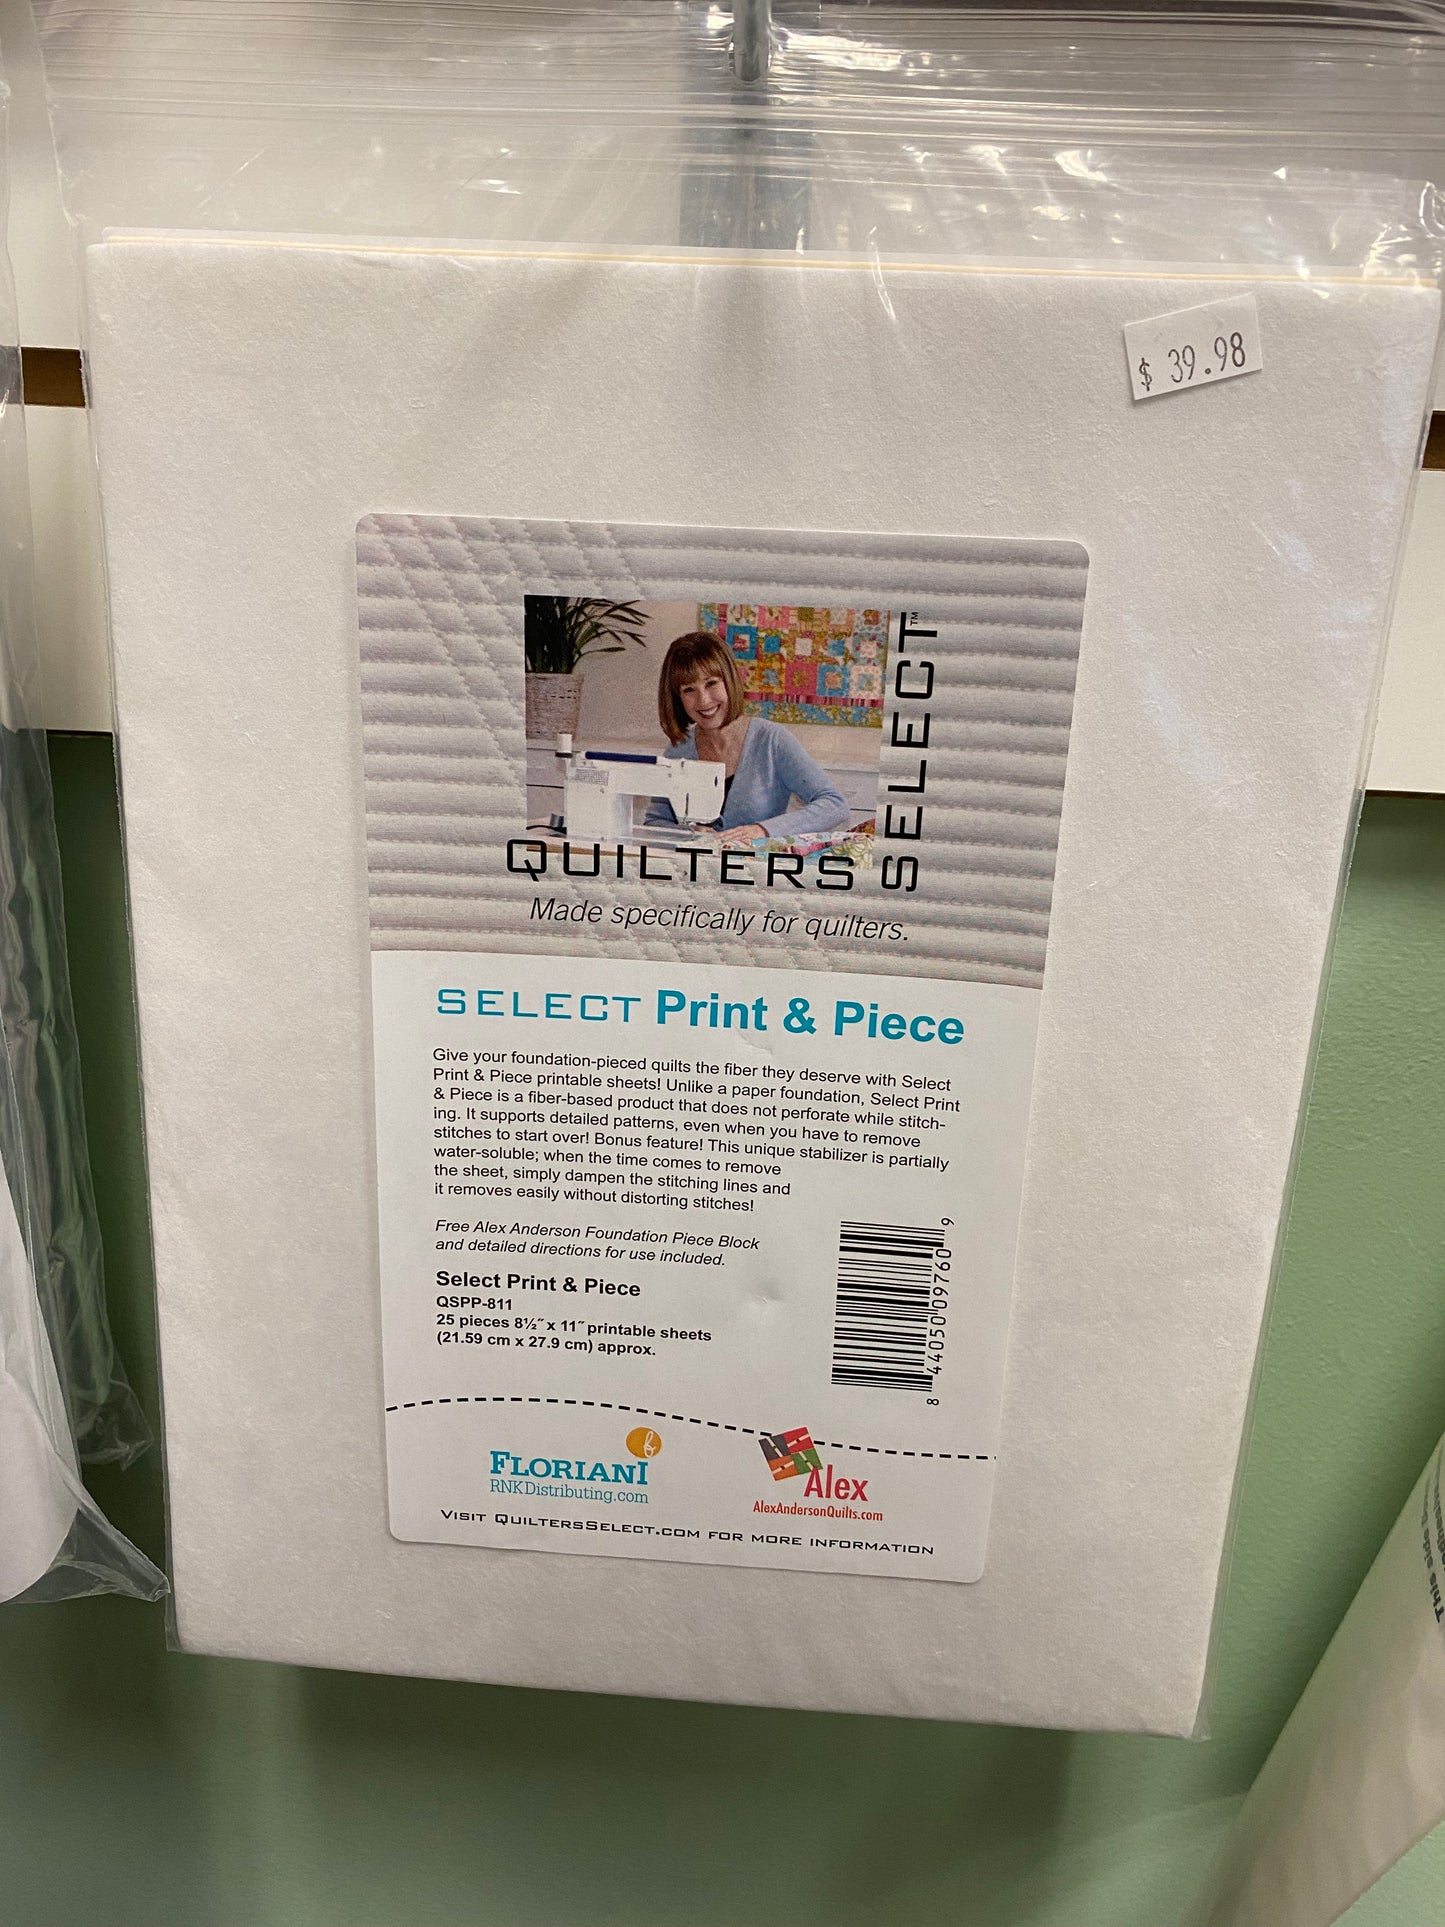 $ 39.98
QUILTERS SELECT™
Made specifically for quilters.
SELECT Print & Piece
Give your foundation-pieced quilts the fiber they deserve with Select
Print & Piece printable sheets! Unlike a paper foundation, Select Print
& Piece is a fiber-based product that does not perforate while stitch-
ing. It supports detailed patterns, even when you have to remove
stitches to start over! Bonus feature! This unique stabilizer is partially
water-soluble; when the time comes to remove
the sheet, simply dampen the stitching lines and
it removes easily without distorting stitches!
Free Alex Anderson Foundation Piece Block
and detailed directions for use included.
Select Print & Piece
QSPP-811
25 pieces 8½˝ x 11˝ printable sheets
(21.59 cm x 27.9 cm) approx.
8 44050 09760 9
FLORIANI
RNKDistributing.com
Alex
AlexAndersonQuilts.com
VISIT QUILTERSSELECT.COM FOR MORE INFORMATION
This side